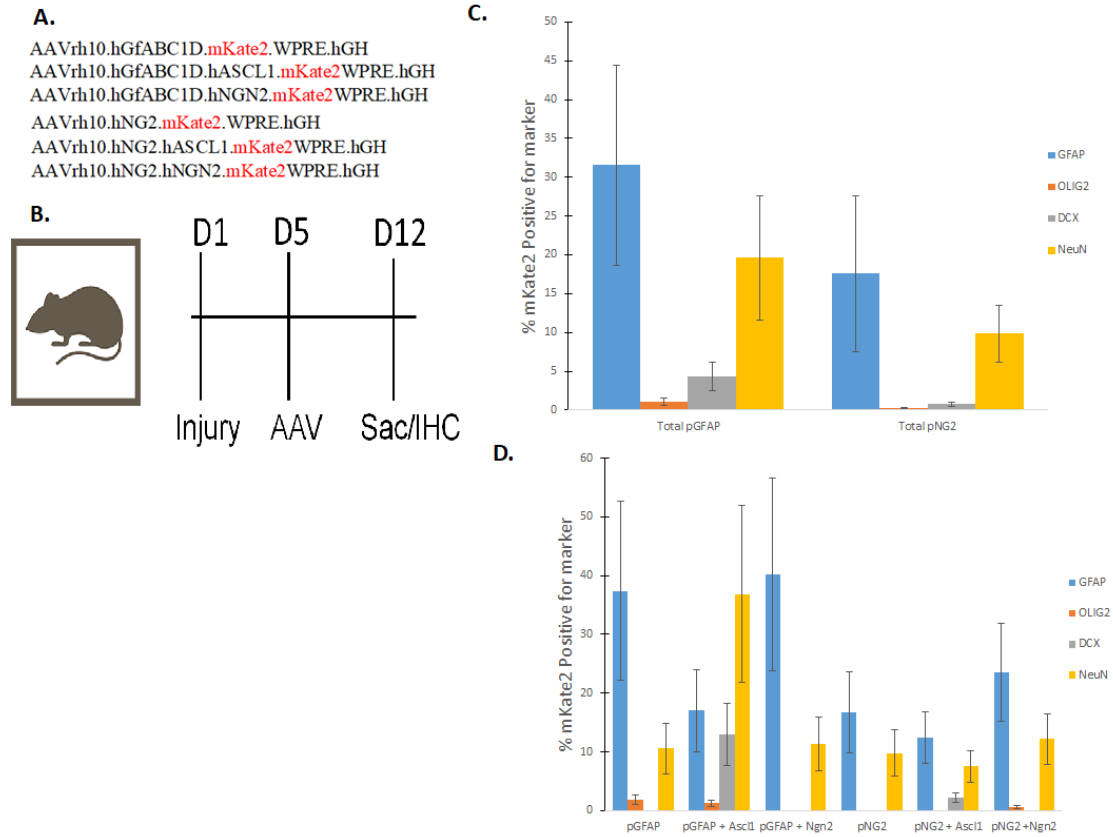 A.
AAVrh10.hGfABC1D.mKate2.WPRE.hGH
AAVrh10.hGfABC1D.hASCL1.mKate2WPRE.hGH
AAVrh10.hGfABC1D.hNGN2.mKate2WPRE.hGH
AAVrh10.hNG2.mKate2.WPRE.hGH
AAVrh10.hNG2.hASCL1.mKate2WPRE.hGH
AAVrh10.hNG2.hNGN2.mKate2WPRE.hGH
B.
D1 D5 D12
Injury AAV Sac/IHC
C.
% mKate2 Positive for marker
50
45
40
35
30
25
20
15
10
5
0
Total pGFAP Total pNG2
GFAP
OLIG2
DCX
NeuN
D.
% mKate2 Positive for marker
60
50
40
30
20
10
0
pGFAP pGFAP + Ascl1 pGFAP + Ngn2 pNG2 pNG2 + Ascl1 pNG2 +Ngn2
GFAP
OLIG2
DCX
NeuN